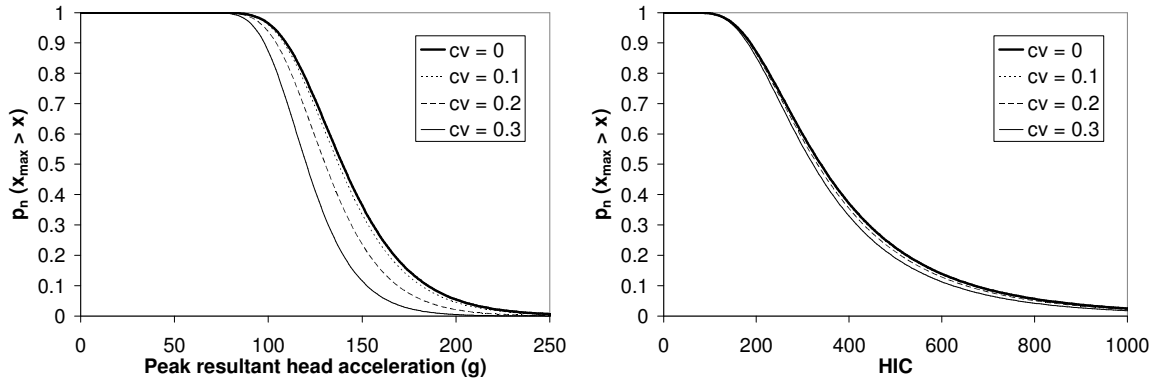 1
0.9
0.8
0.7
0.6
0.5
0.4
0.3
0.2
0.1
0
pn (xmax > x)
cv = 0
cv = 0.1
cv = 0.2
cv = 0.3
0 50 100 150 200 250
Peak resultant head acceleration (g)
1
0.9
0.8
0.7
0.6
0.5
0.4
0.3
0.2
0.1
0
pn (xmax > x)
cv = 0
cv = 0.1
cv = 0.2
cv = 0.3
0 200 400 600 800 1000
HIC